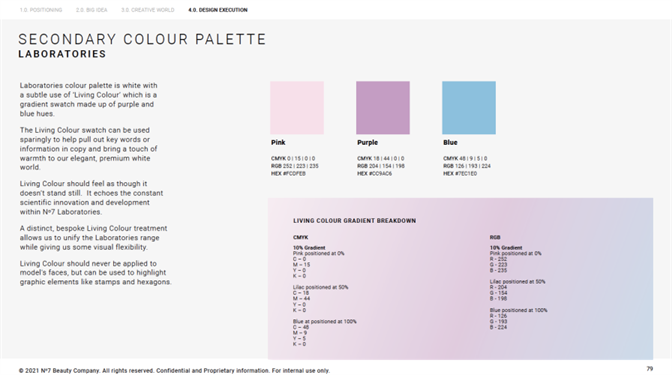 1.0. POSITIONING 2.0. BIG IDEA 3.0. CREATIVE WORLD 4.0. DESIGN EXECUTION
SECONDARY COLOUR PALETTE
LABORATORIES
Laboratories colour palette is white with
a subtle use of 'Living Colour' which is a
gradient swatch made up of purple and
blue hues.
The Living Colour swatch can be used
sparingly to help pull out key words or
information in copy and bring a touch of
warmth to our elegant, premium white
world.
Living Colour should feel as though it
doesn't stand still. It echoes the constant
scientific innovation and development
within Nº7 Laboratories.
A distinct, bespoke Living Colour treatment
allows us to unify the Laboratories range
while giving us some visual flexibility.
Living Colour should never be applied to
model's faces, but can be used to highlight
graphic elements like stamps and hexagons.
Pink
CMYK 0 | 15 | 0 | 0
RGB 252 | 223 | 235
HEX #FCDFEB
Purple
CMYK 18 | 44 | 0 | 0
RGB 204 | 154 | 198
HEX #CC9AC6
Blue
CMYK 48 | 9 | 5 | 0
RGB 126 | 193 | 224
HEX #7EC1E0
LIVING COLOUR GRADIENT BREAKDOWN
CMYK
10% Gradient
Pink positioned at 0%
C – 0
M – 15
Y – 0
K – 0
Lilac positioned at 50%
C – 18
M – 44
Y – 0
K – 0
Blue at positioned at 100%
C – 48
M – 9
Y – 5
K – 0
RGB
10% Gradient
Pink positioned at 0%
R - 252
G - 223
B - 235
Lilac positioned at 50%
R - 204
G - 154
B - 198
Blue positioned at 100%
R - 126
G - 193
B - 224
© 2021 Nº7 Beauty Company. All rights reserved. Confidential and Proprietary information. For internal use only.
79